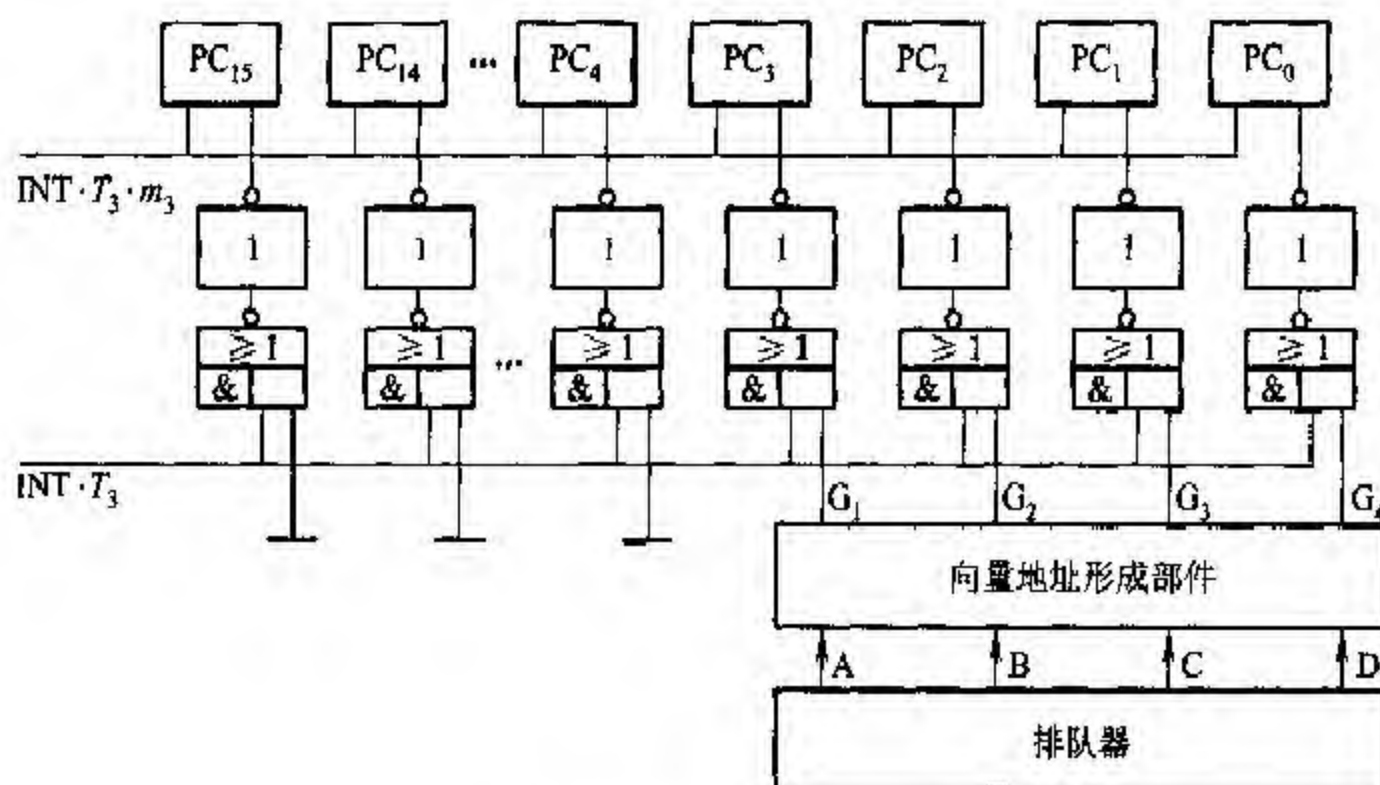 PC₁₅ PC₁₄ ... PC₄ PC₃ PC₂ PC₁ PC₀
INT·T₃·m₃
1 1 1 1 1 1 1
≥1 ≥1 ... ≥1 ≥1 ≥1 ≥1 ≥1
& & & & & & &
INT·T₃
G₁ G₂ G₃ G₄
向量地址形成部件
A B C D
排队器